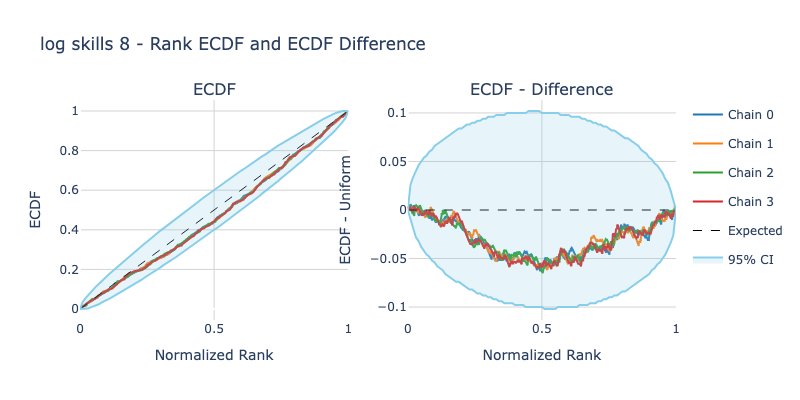 log skills 8 - Rank ECDF and ECDF Difference
ECDF
1
0.8
0.6
0.4
0.2
0
ECDF
0
0.5
1
Normalized Rank
ECDF - Difference
0.1
0.05
0
−0.05
−0.1
ECDF - Uniform
0
0.5
1
Normalized Rank
Chain 0
Chain 1
Chain 2
Chain 3
Expected
95% CI